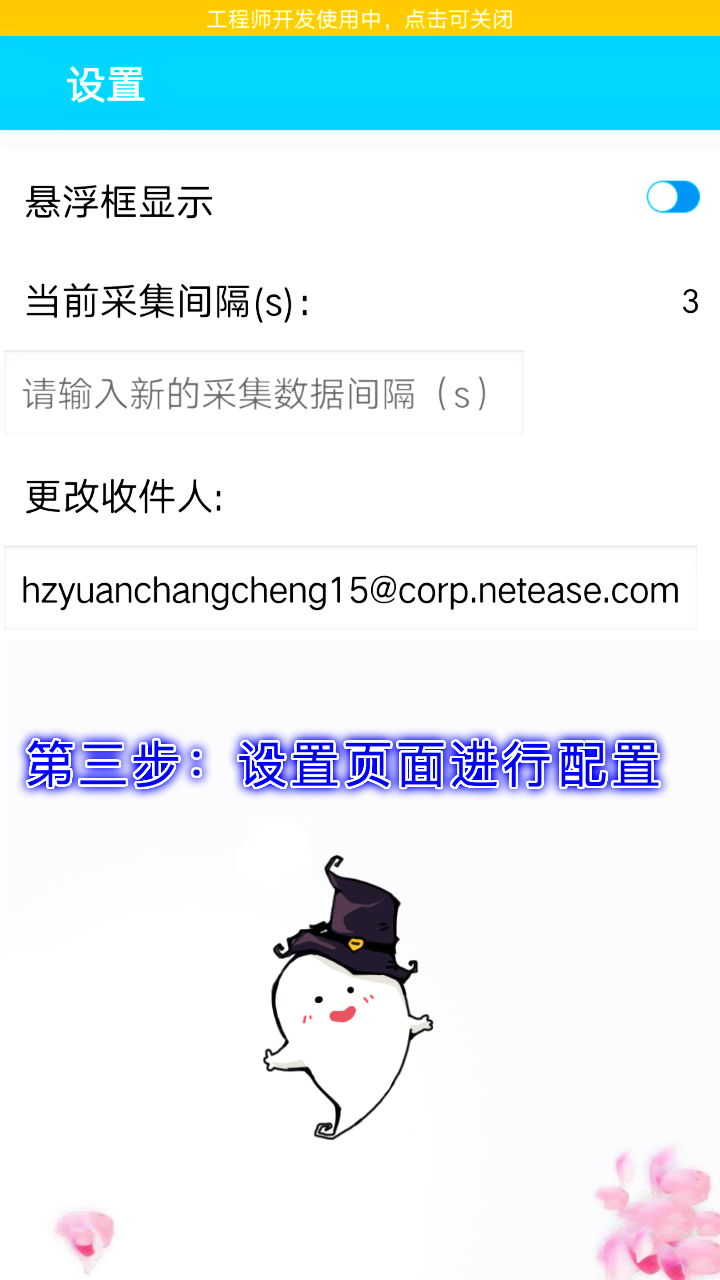 工程师开发使用中，点击可关闭
设置
悬浮框显示
当前采集间隔(s): 3
请输入新的采集数据间隔（s）
更改收件人:
hzyuanchangcheng15@corp.netease.com
第三步：设置页面进行配置